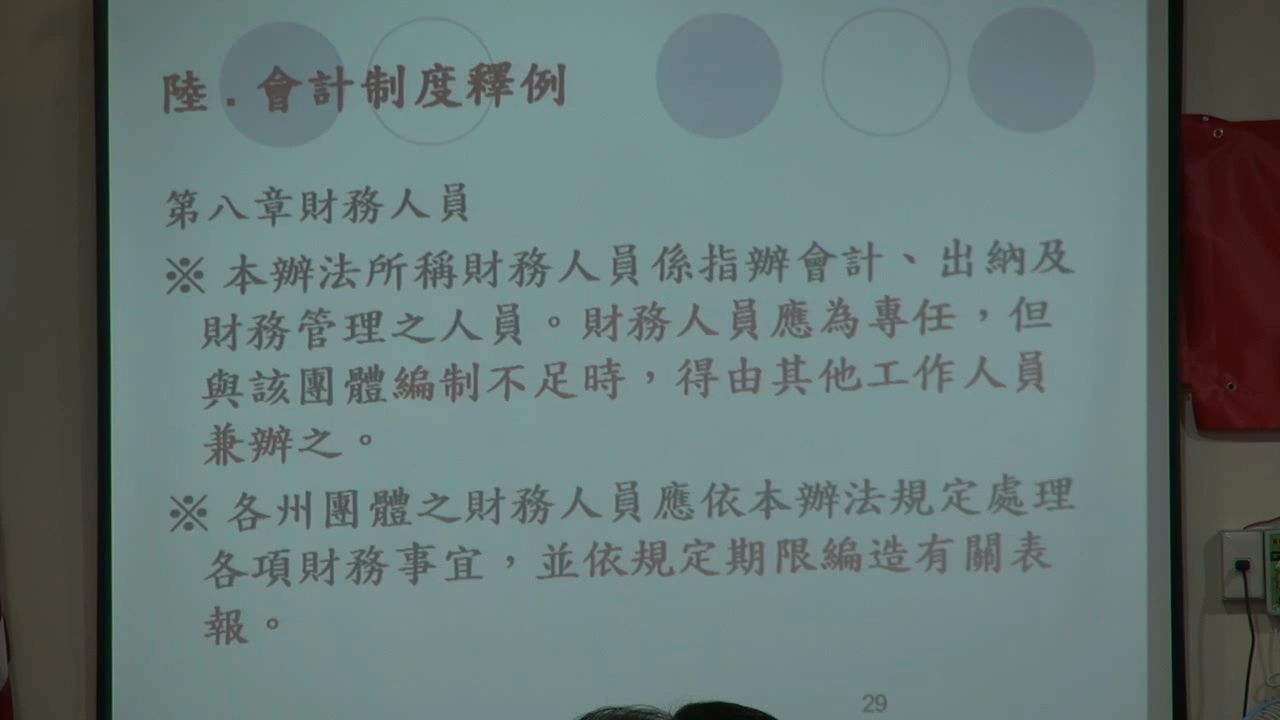 陸.會計制度釋例
第八章財務人員
※ 本辦法所稱財務人員係指辦會計、出納及
財務管理之人員。財務人員應為專任，但
與該團體編制不足時，得由其他工作人員
兼辦之。
※ 各州團體之財務人員應依本辦法規定處理
各項財務事宜，並依規定期限編造有關表
報。
29